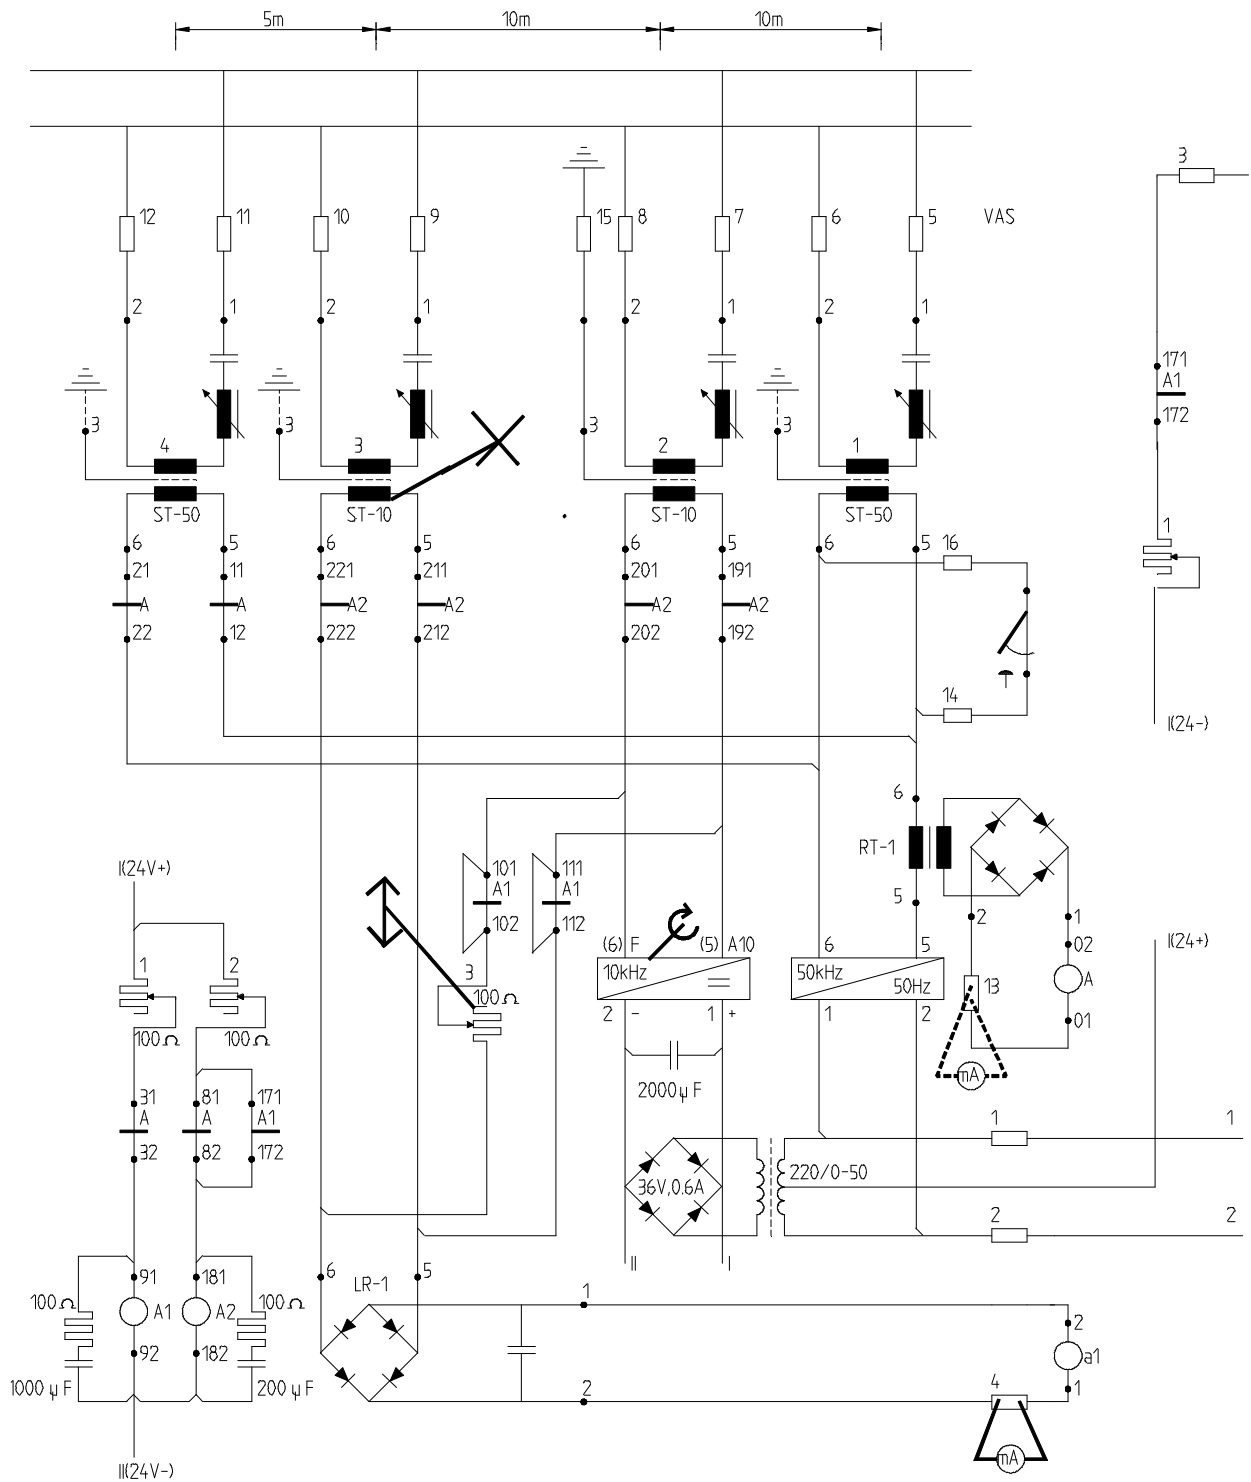 5m 10m 10m
3
12 11 10 9 15 8 7 6 5 VAS
2 1 2 1 2 1 2 1
171
A1
172
3 3 3 3
4 3 2 1
ST-50 ST-10 ST-10 ST-50
1
6 5 6 5 6 5 6 5 16
21 11 221 211 201 191
A A A2 A2 A2 A2
22 12 222 212 202 192
14
I(24-)
6
RT-1
I(24V+)
101 111
A1 A1
102 112
5
2 1
(6) F (5) A10 6 5 02 I(24+)
1 2 3
10kHz 50kHz
50Hz 13 A
100Ω
2 - 1 + 1 2 01
100Ω 100Ω
mA
2000μF
31 81 171
A A A1
32 82 172
1 1
36V,0.6A 220/0-50
2 2
II I
91 181 6 LR-1 5
1
100Ω A1 A2 100Ω
2
92 182
a1
1000μF 200μF
2 4 1
mA
II(24V-)